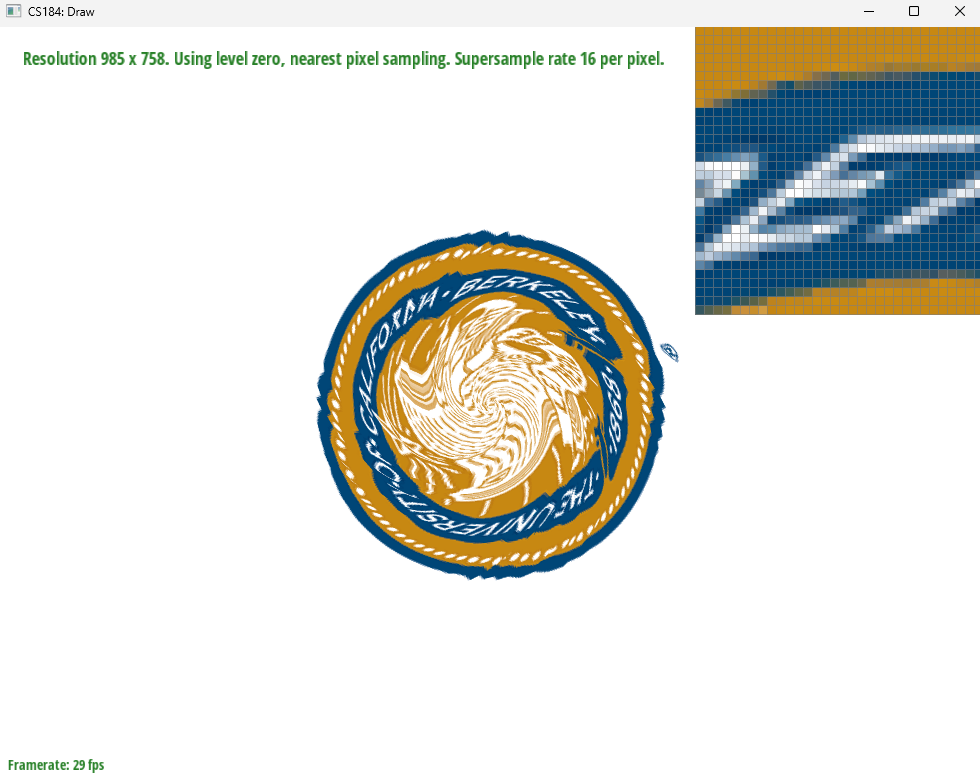 CS184: Draw
Resolution 985 x 758. Using level zero, nearest pixel sampling. Supersample rate 16 per pixel.
CALIFORNIA · BERKELEY ·
·1868·
THE UNIVERSITY OF
Framerate: 29 fps